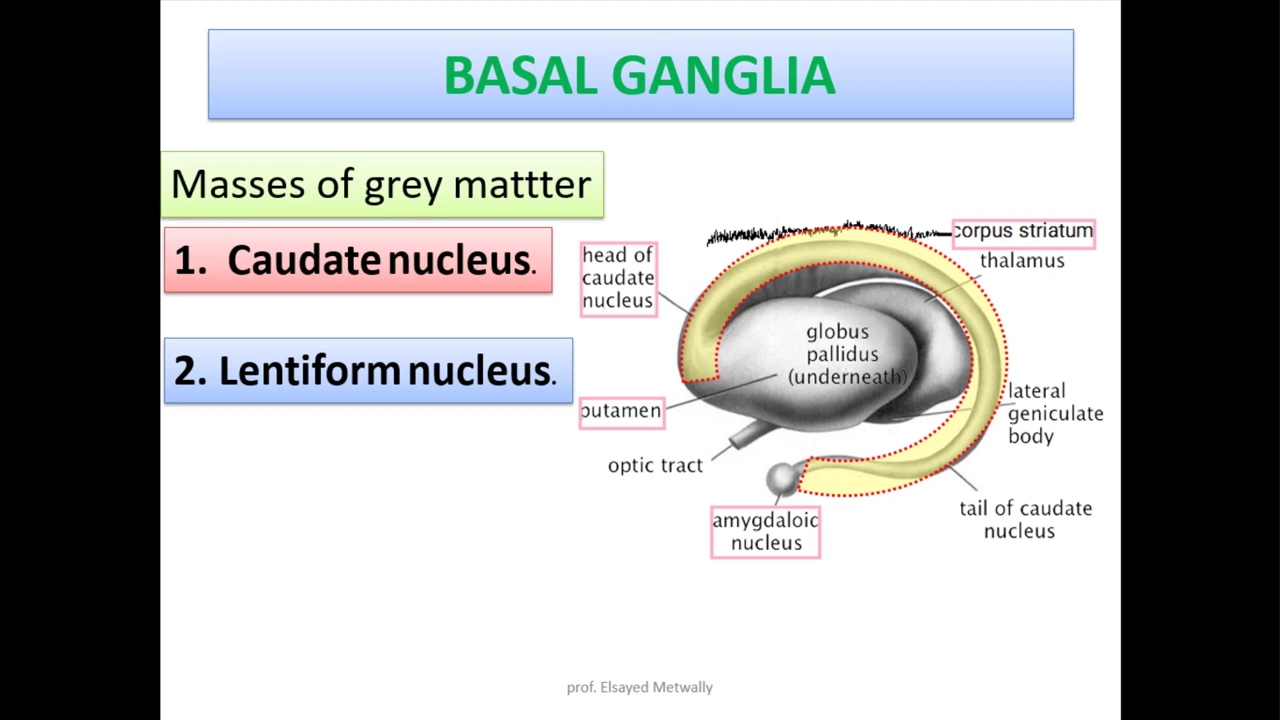 BASAL GANGLIA
Masses of grey mattter
1. Caudate nucleus.
2. Lentiform nucleus.
corpus striatum
thalamus
head of
caudate
nucleus
globus
pallidus
(underneath)
putamen
lateral
geniculate
body
optic tract
amygdaloid
nucleus
tail of caudate
nucleus
prof. Elsayed Metwally